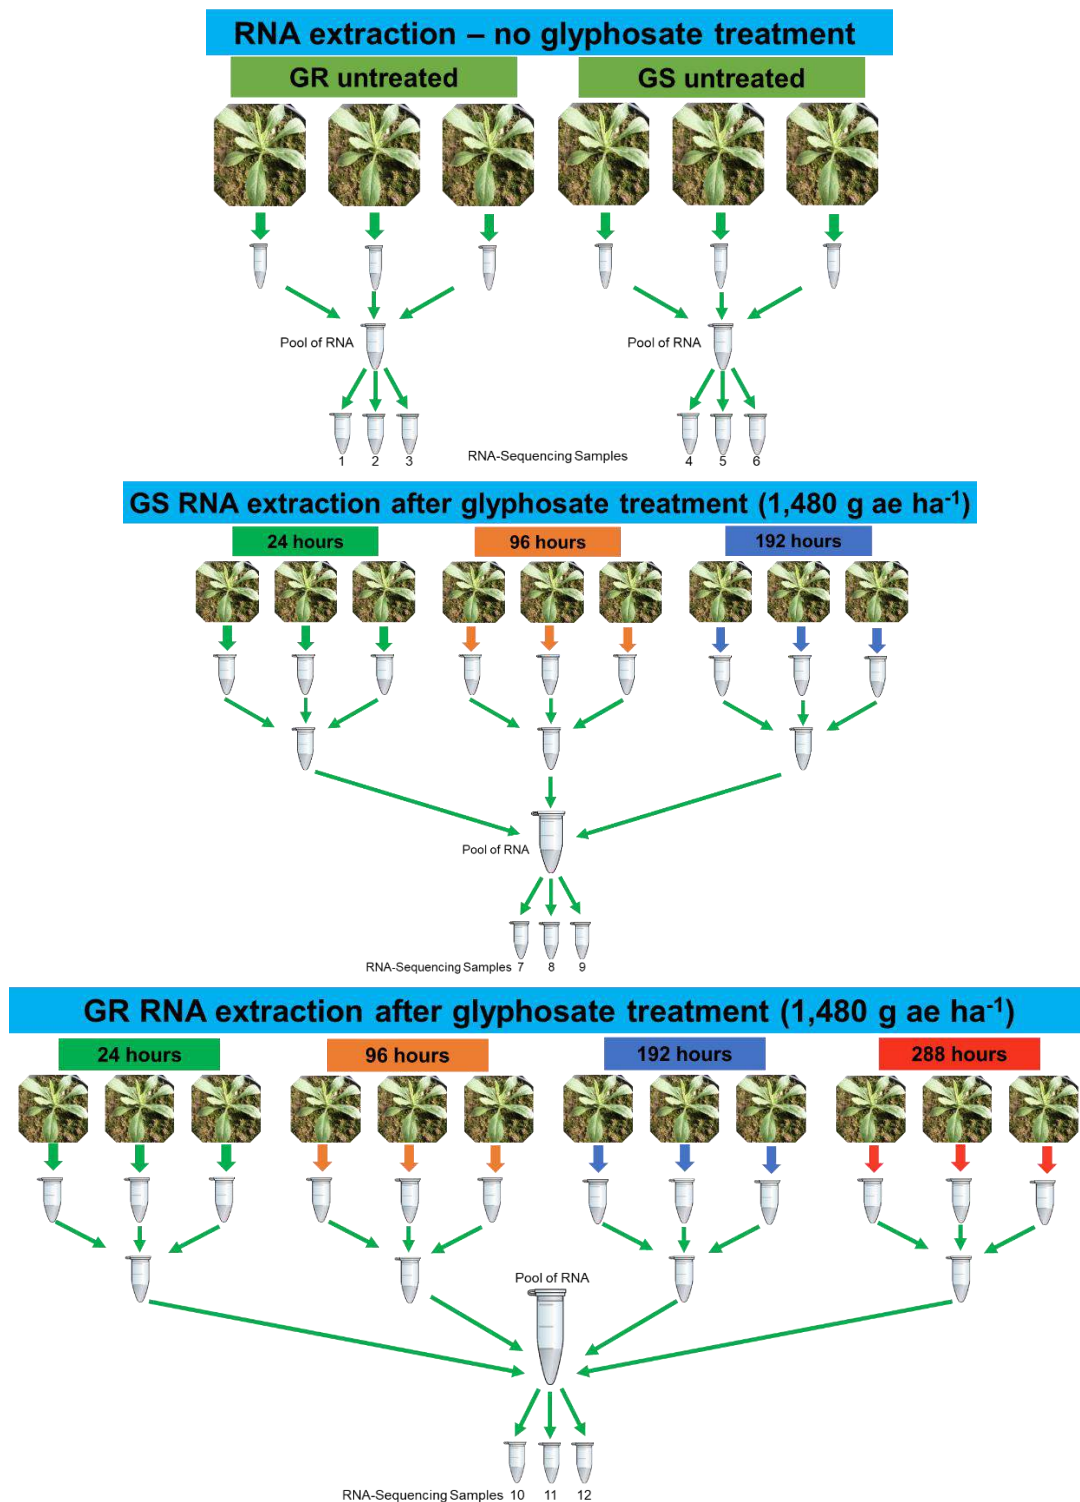 RNA extraction – no glyphosate treatment
GR untreated
GS untreated
Pool of RNA
Pool of RNA
1 2 3
RNA-Sequencing Samples
4 5 6
GS RNA extraction after glyphosate treatment (1,480 g ae ha⁻¹)
24 hours
96 hours
192 hours
Pool of RNA
RNA-Sequencing Samples 7 8 9
GR RNA extraction after glyphosate treatment (1,480 g ae ha⁻¹)
24 hours
96 hours
192 hours
288 hours
Pool of RNA
RNA-Sequencing Samples 10 11 12